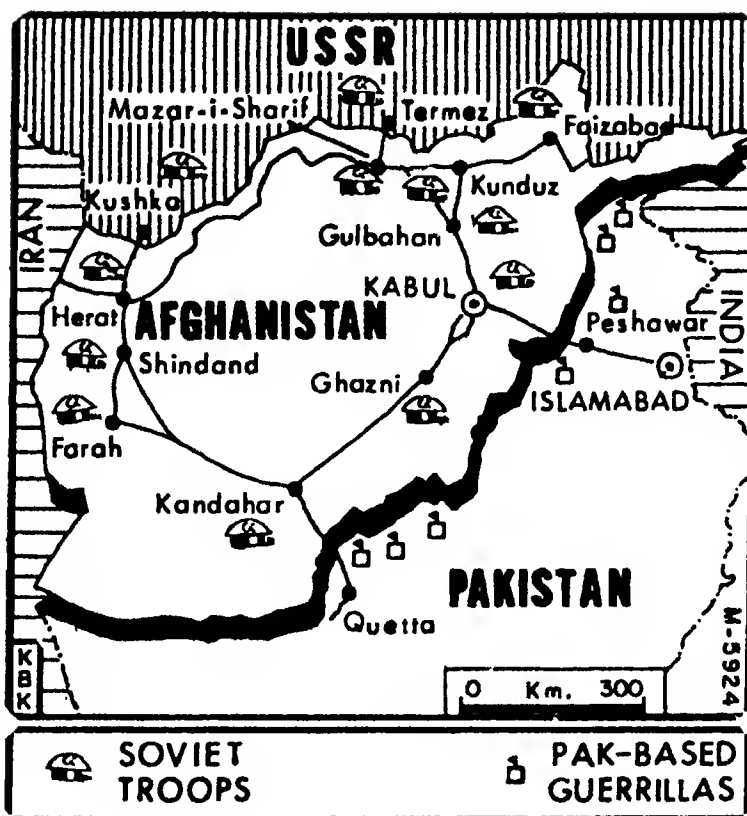 USSR
Mazar-i-Sharif
Termez
Faizabad
Kushka
Kunduz
IRAN
Gulbahan
KABUL
INDIA
Herat
AFGHANISTAN
Peshawar
Shindand
Ghazni
ISLAMABAD
Farah
Kandahar
PAKISTAN
Quetta
KBK
0 Km. 300
M-5924
SOVIET
TROOPS
PAK-BASED
GUERRILLAS